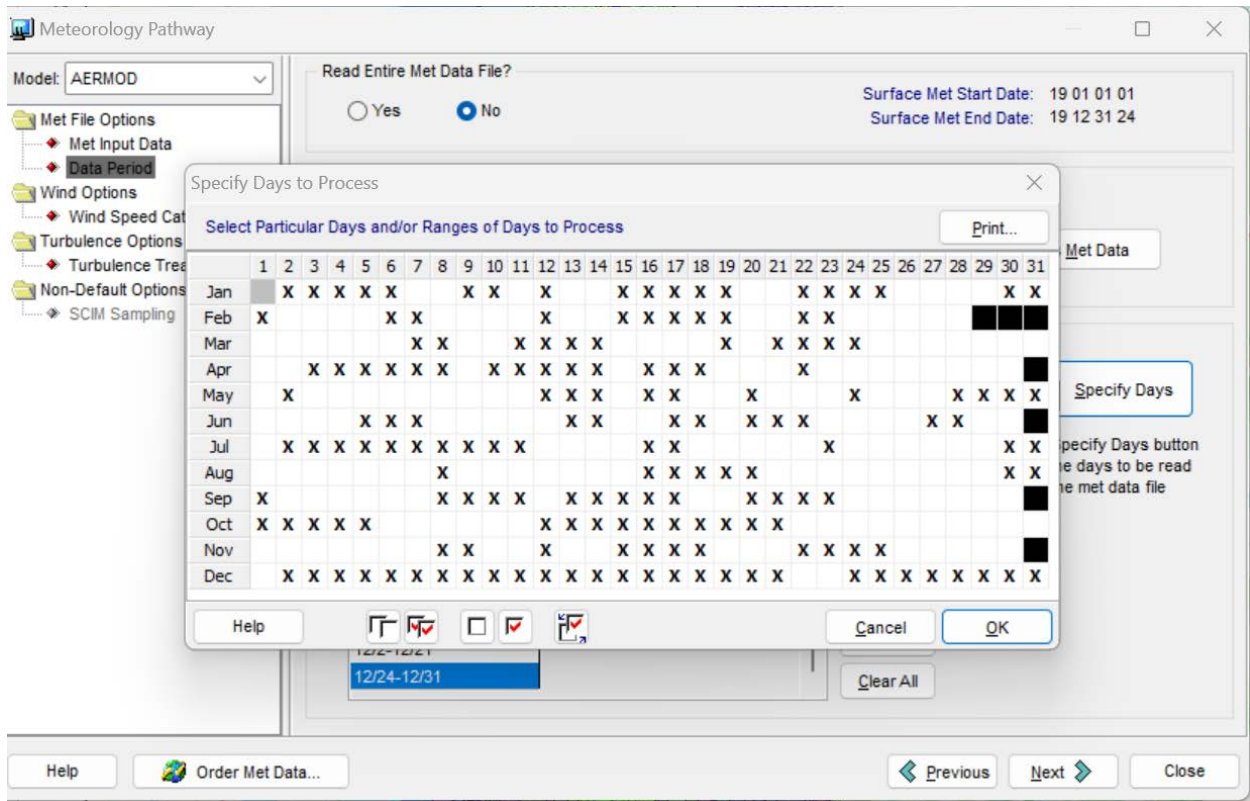 Meteorology Pathway
Model: AERMOD
Met File Options
Met Input Data
Data Period
Wind Options
Wind Speed Cat
Turbulence Options
Turbulence Trea
Non-Default Options
SCIM Sampling
Read Entire Met Data File?
Yes No
Surface Met Start Date: 19 01 01 01
Surface Met End Date: 19 12 31 24
Specify Days to Process
Select Particular Days and/or Ranges of Days to Process
Print...
1 2 3 4 5 6 7 8 9 10 11 12 13 14 15 16 17 18 19 20 21 22 23 24 25 26 27 28 29 30 31
Jan X X X X X X X X X X X X X X X X X X X
Feb X X X X X X X X X X X
Mar X X X X X X X X X X X
Apr X X X X X X X X X X X X X X X
May X X X X X X X X X X X X
Jun X X X X X X X X X X X X
Jul X X X X X X X X X X X X X X X
Aug X X X X X X X X
Sep X X X X X X X X X X X X X X
Oct X X X X X X X X X X X X X X X
Nov X X X X X X X X X X X
Dec X X X X X X X X X X X X X X X X X X X X X X X X X X X X
Help
Cancel
OK
Met Data
Specify Days
pecify Days button
e days to be read
e met data file
12/2-12/21
12/24-12/31
Clear All
Help
Order Met Data...
Previous
Next
Close